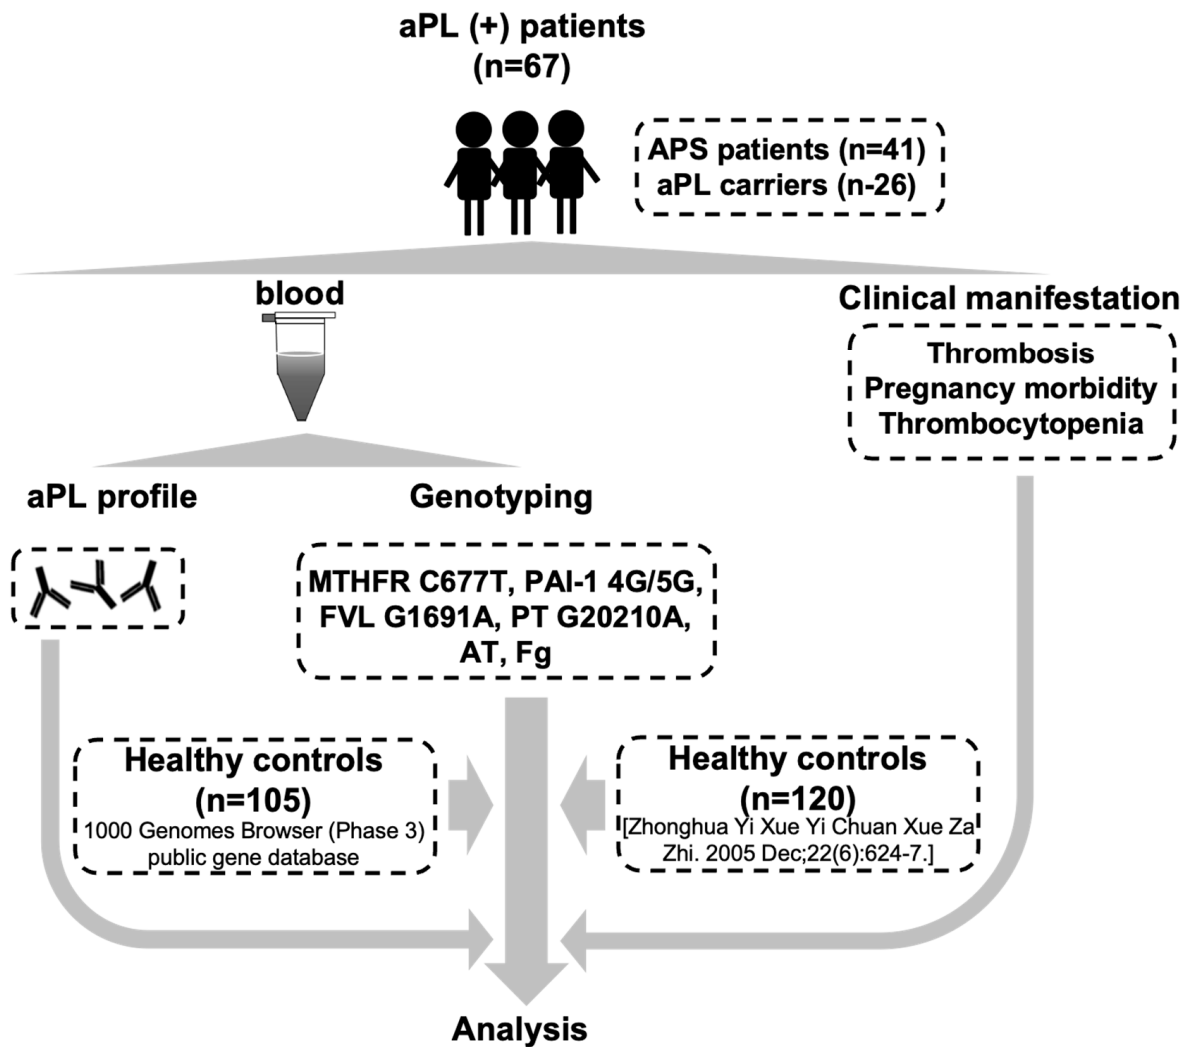 aPL (+) patients
(n=67)
APS patients (n=41)
aPL carriers (n-26)
blood
Clinical manifestation
Thrombosis
Pregnancy morbidity
Thrombocytopenia
aPL profile
Genotyping
MTHFR C677T, PAI-1 4G/5G,
FVL G1691A, PT G20210A,
AT, Fg
Healthy controls
(n=105)
1000 Genomes Browser (Phase 3)
public gene database
Healthy controls
(n=120)
[Zhonghua Yi Xue Yi Chuan Xue Za
Zhi. 2005 Dec;22(6):624-7.]
Analysis